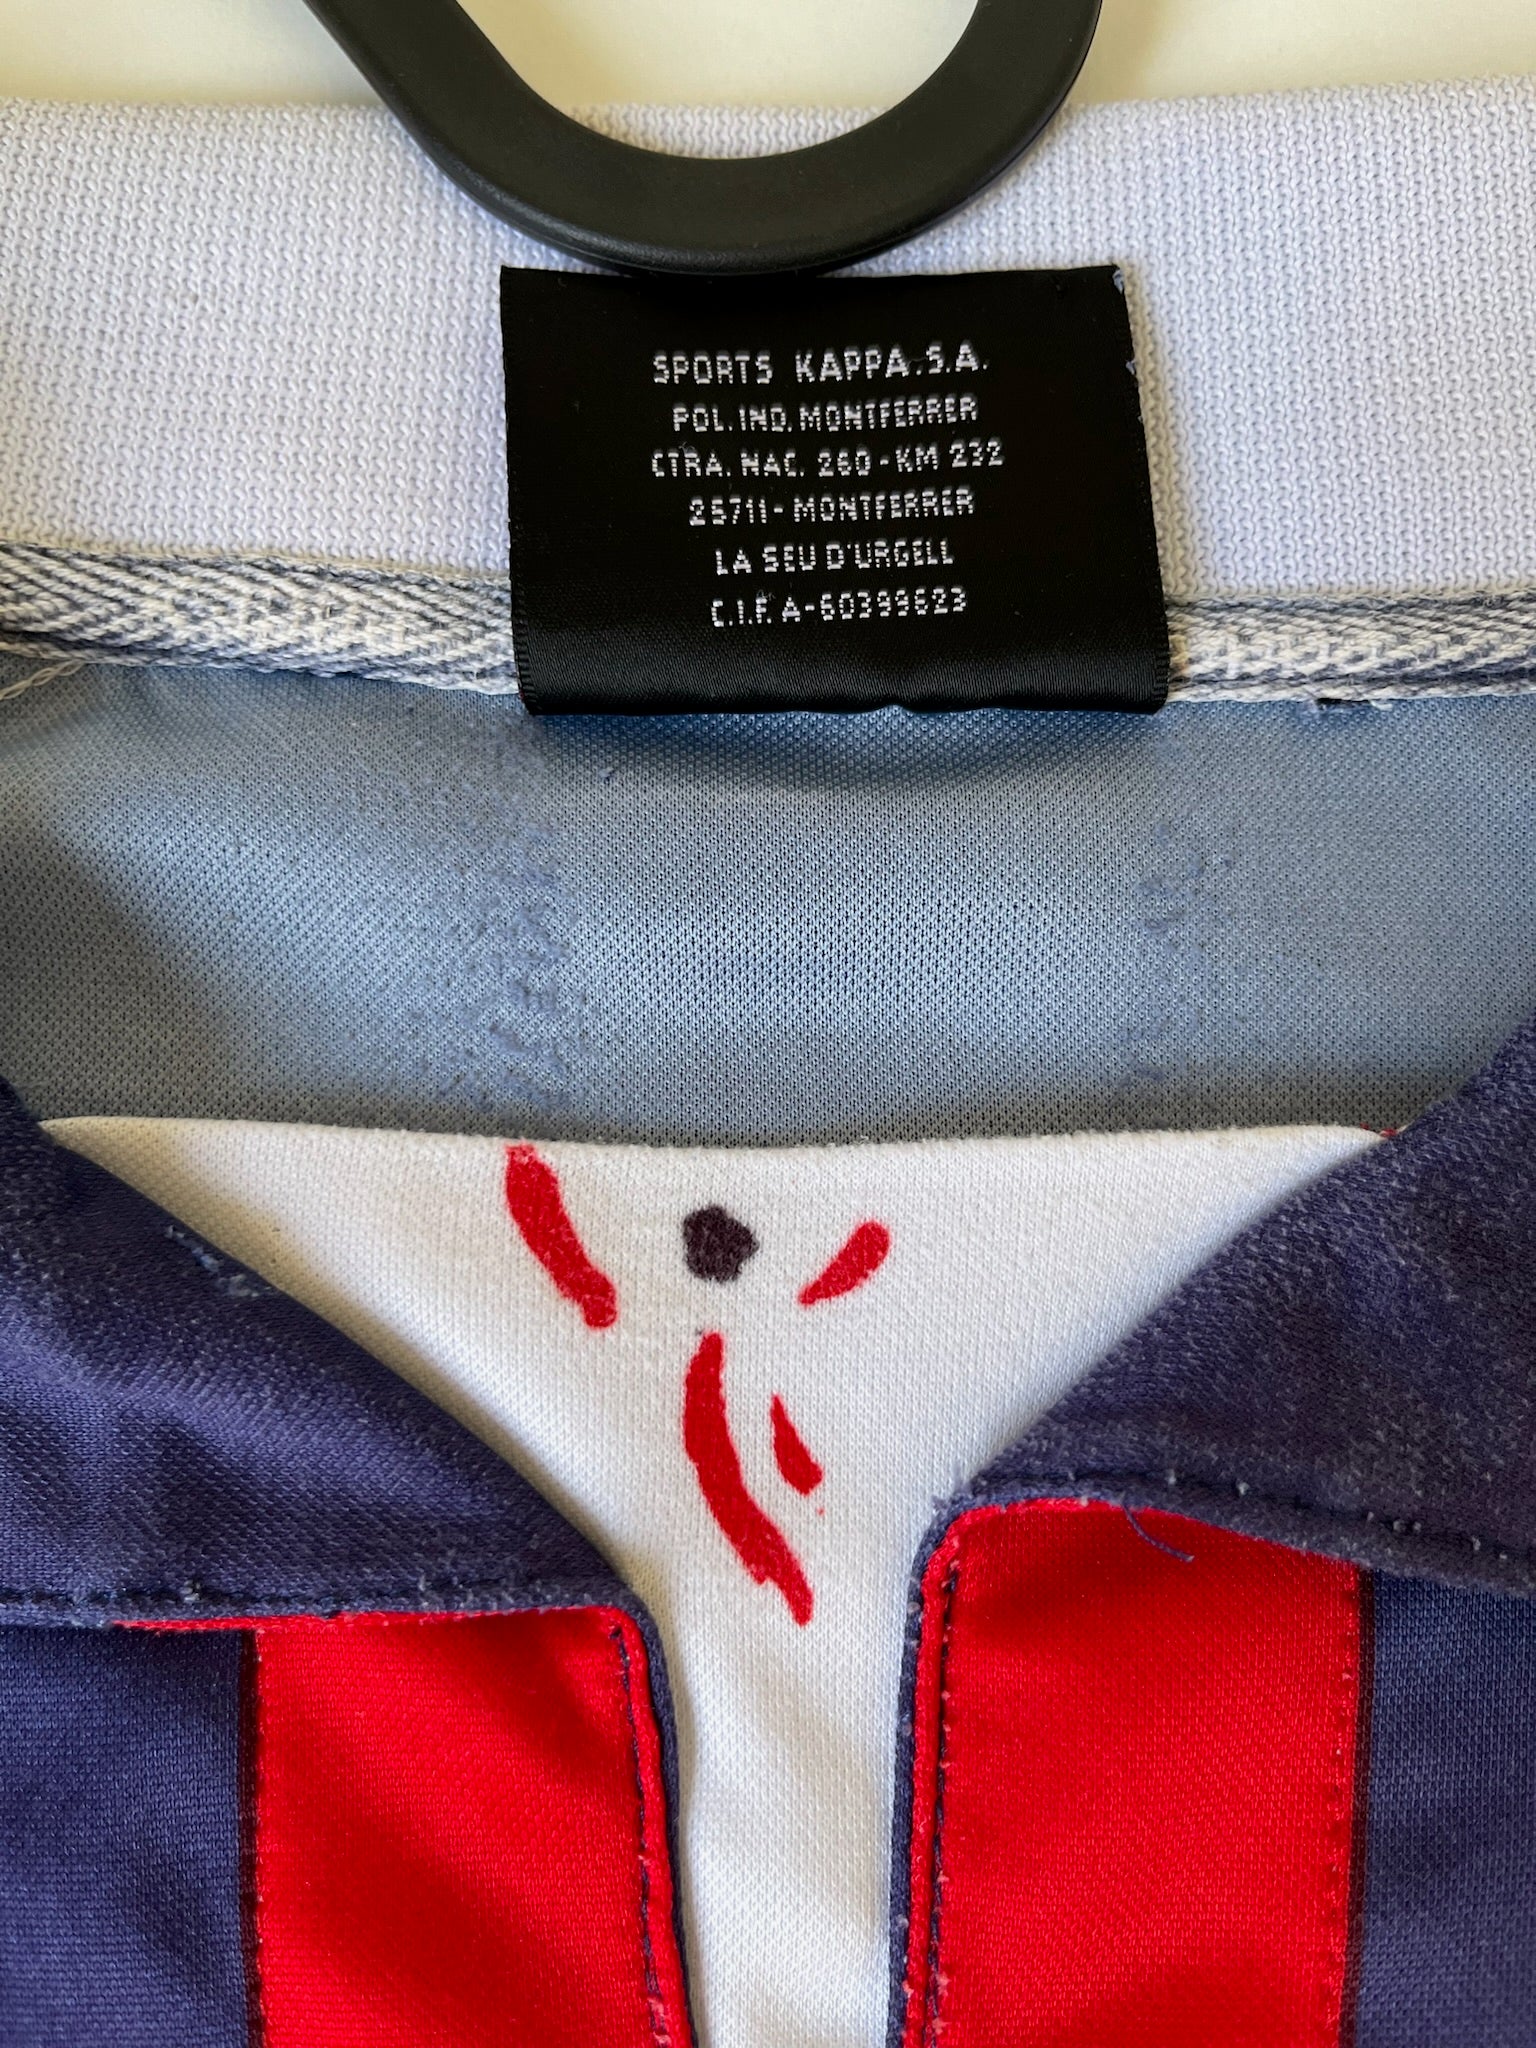 SPORTS KAPPA.S.A.
POL. IND. MONTFERRER
CTRA. NAC. 260 - KM 232
25711 - MONTFERRER
LA SEU D'URGELL
C.I.F. A-60399623